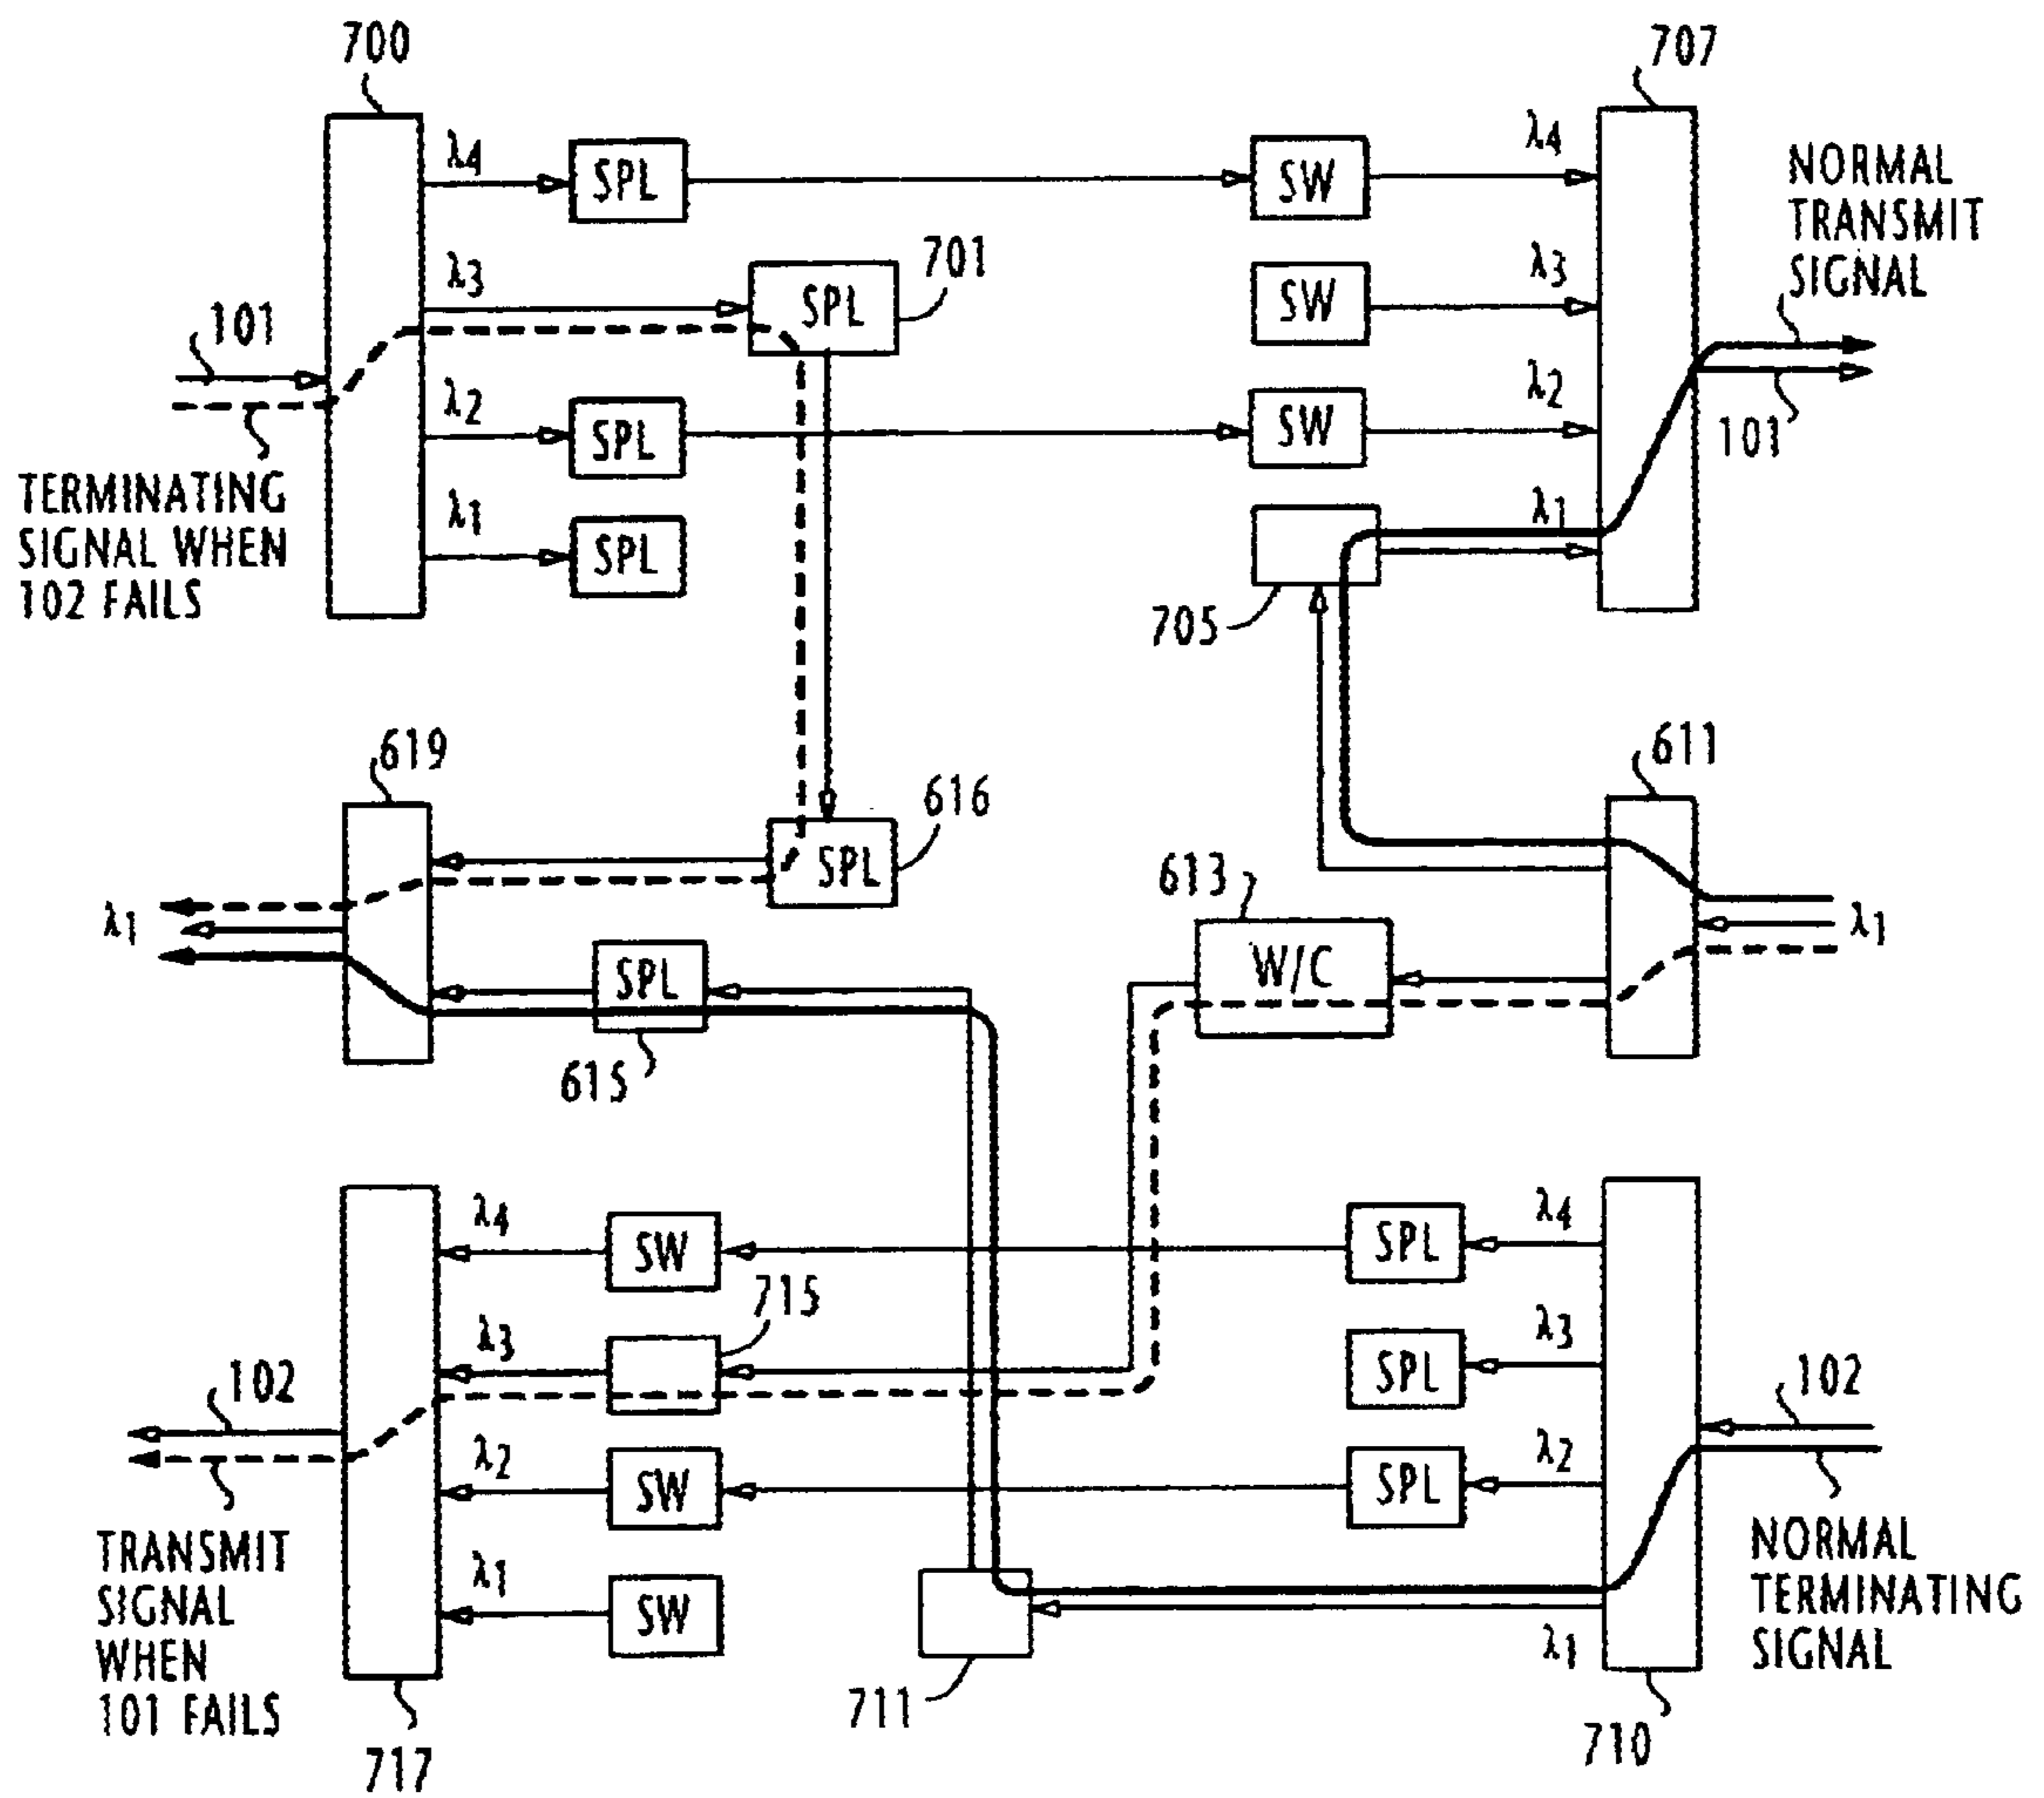 700
707
λ4
SPL
SW
λ4
NORMAL
TRANSMIT
SIGNAL
λ3
SPL
701
SW
λ3
101
101
TERMINATING
SIGNAL WHEN
102 FAILS
λ2
SPL
SW
λ2
λ1
SPL
λ1
705
619
611
616
SPL
613
W/C
λ1
λ1
SPL
615
λ4
SW
SPL
λ4
715
λ3
SPL
λ3
102
102
TRANSMIT
SIGNAL
WHEN
101 FAILS
λ2
SW
SPL
λ2
NORMAL
TERMINATING
SIGNAL
λ1
SW
λ1
711
717
710